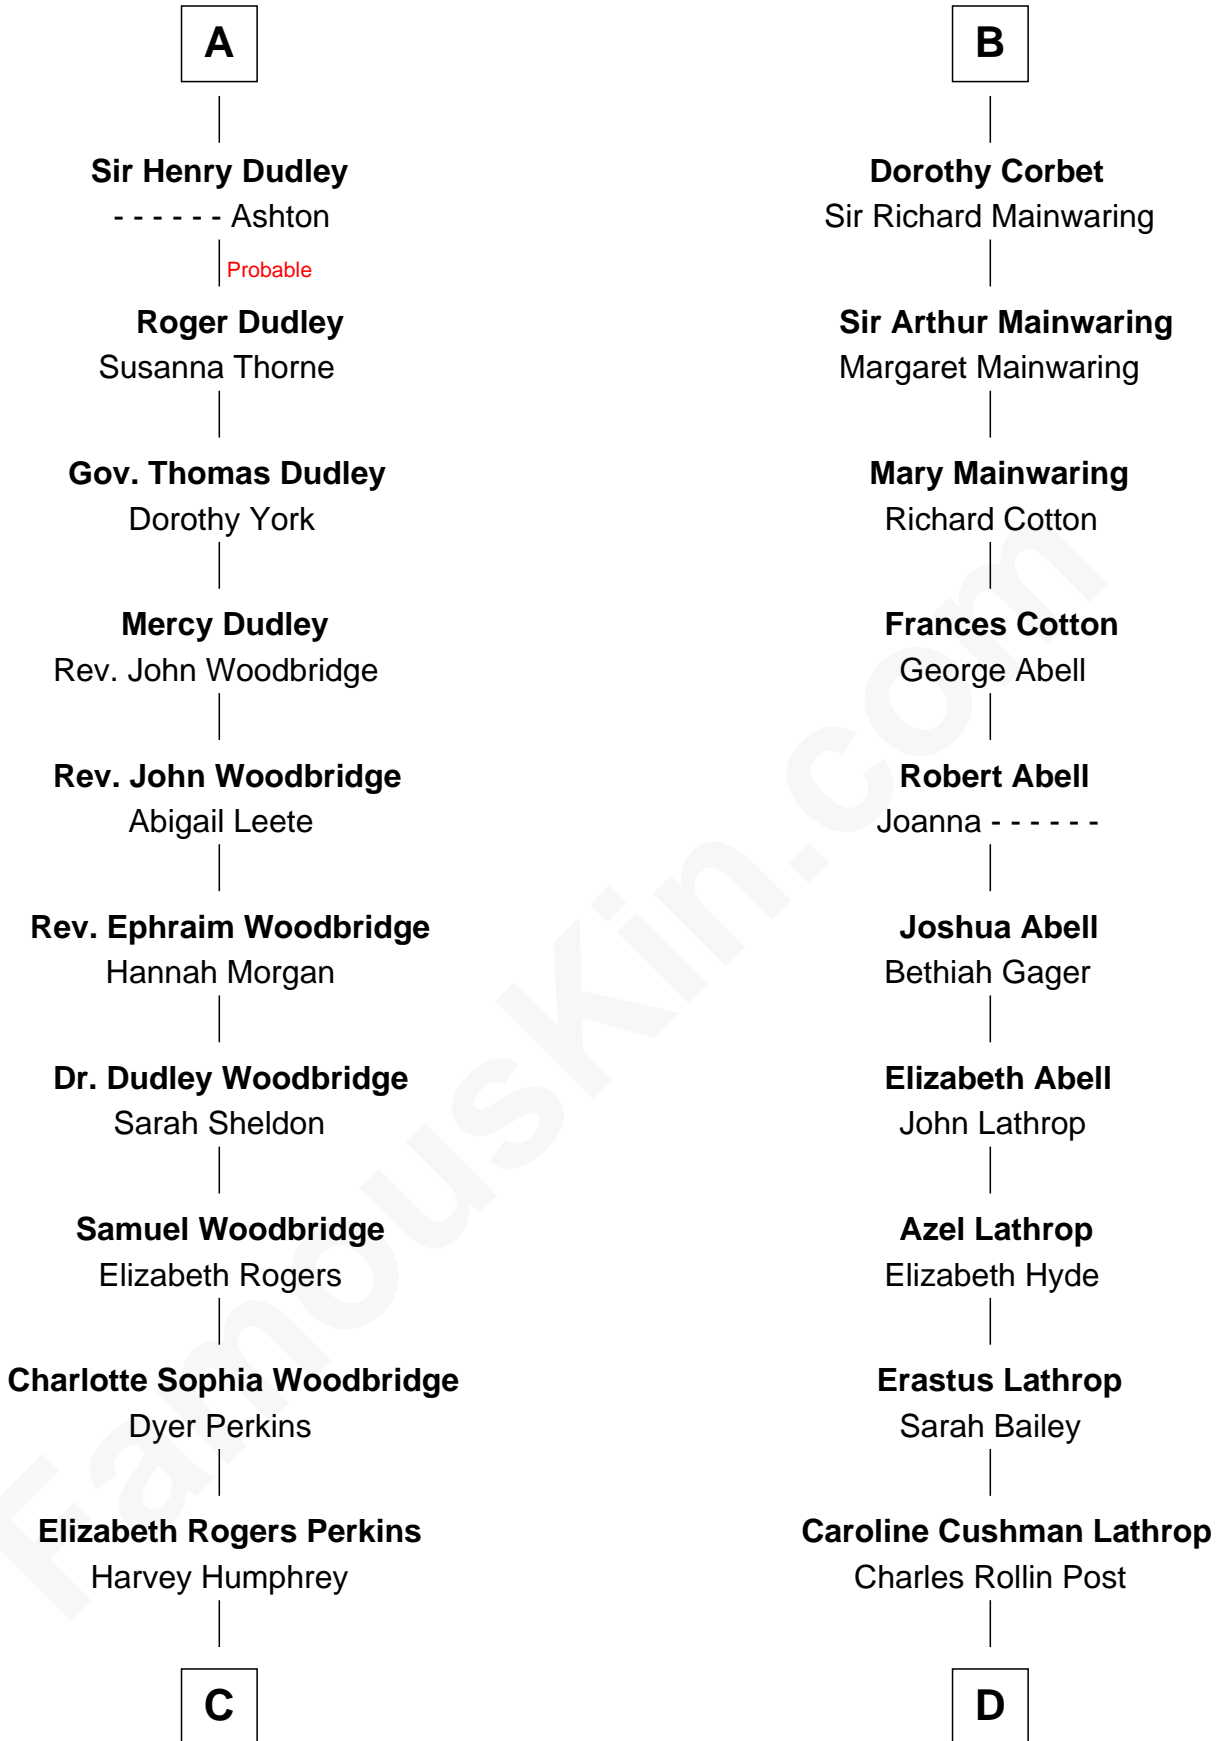 A
Sir Henry Dudley
- - - - - - Ashton
Probable
Roger Dudley
Susanna Thorne
Gov. Thomas Dudley
Dorothy York
Mercy Dudley
Rev. John Woodbridge
Rev. John Woodbridge
Abigail Leete
Rev. Ephraim Woodbridge
Hannah Morgan
Dr. Dudley Woodbridge
Sarah Sheldon
Samuel Woodbridge
Elizabeth Rogers
Charlotte Sophia Woodbridge
Dyer Perkins
Elizabeth Rogers Perkins
Harvey Humphrey
C
B
Dorothy Corbet
Sir Richard Mainwaring
Sir Arthur Mainwaring
Margaret Mainwaring
Mary Mainwaring
Richard Cotton
Frances Cotton
George Abell
Robert Abell
Joanna - - - - - -
Joshua Abell
Bethiah Gager
Elizabeth Abell
John Lathrop
Azel Lathrop
Elizabeth Hyde
Erastus Lathrop
Sarah Bailey
Caroline Cushman Lathrop
Charles Rollin Post
D
FamousKin.com